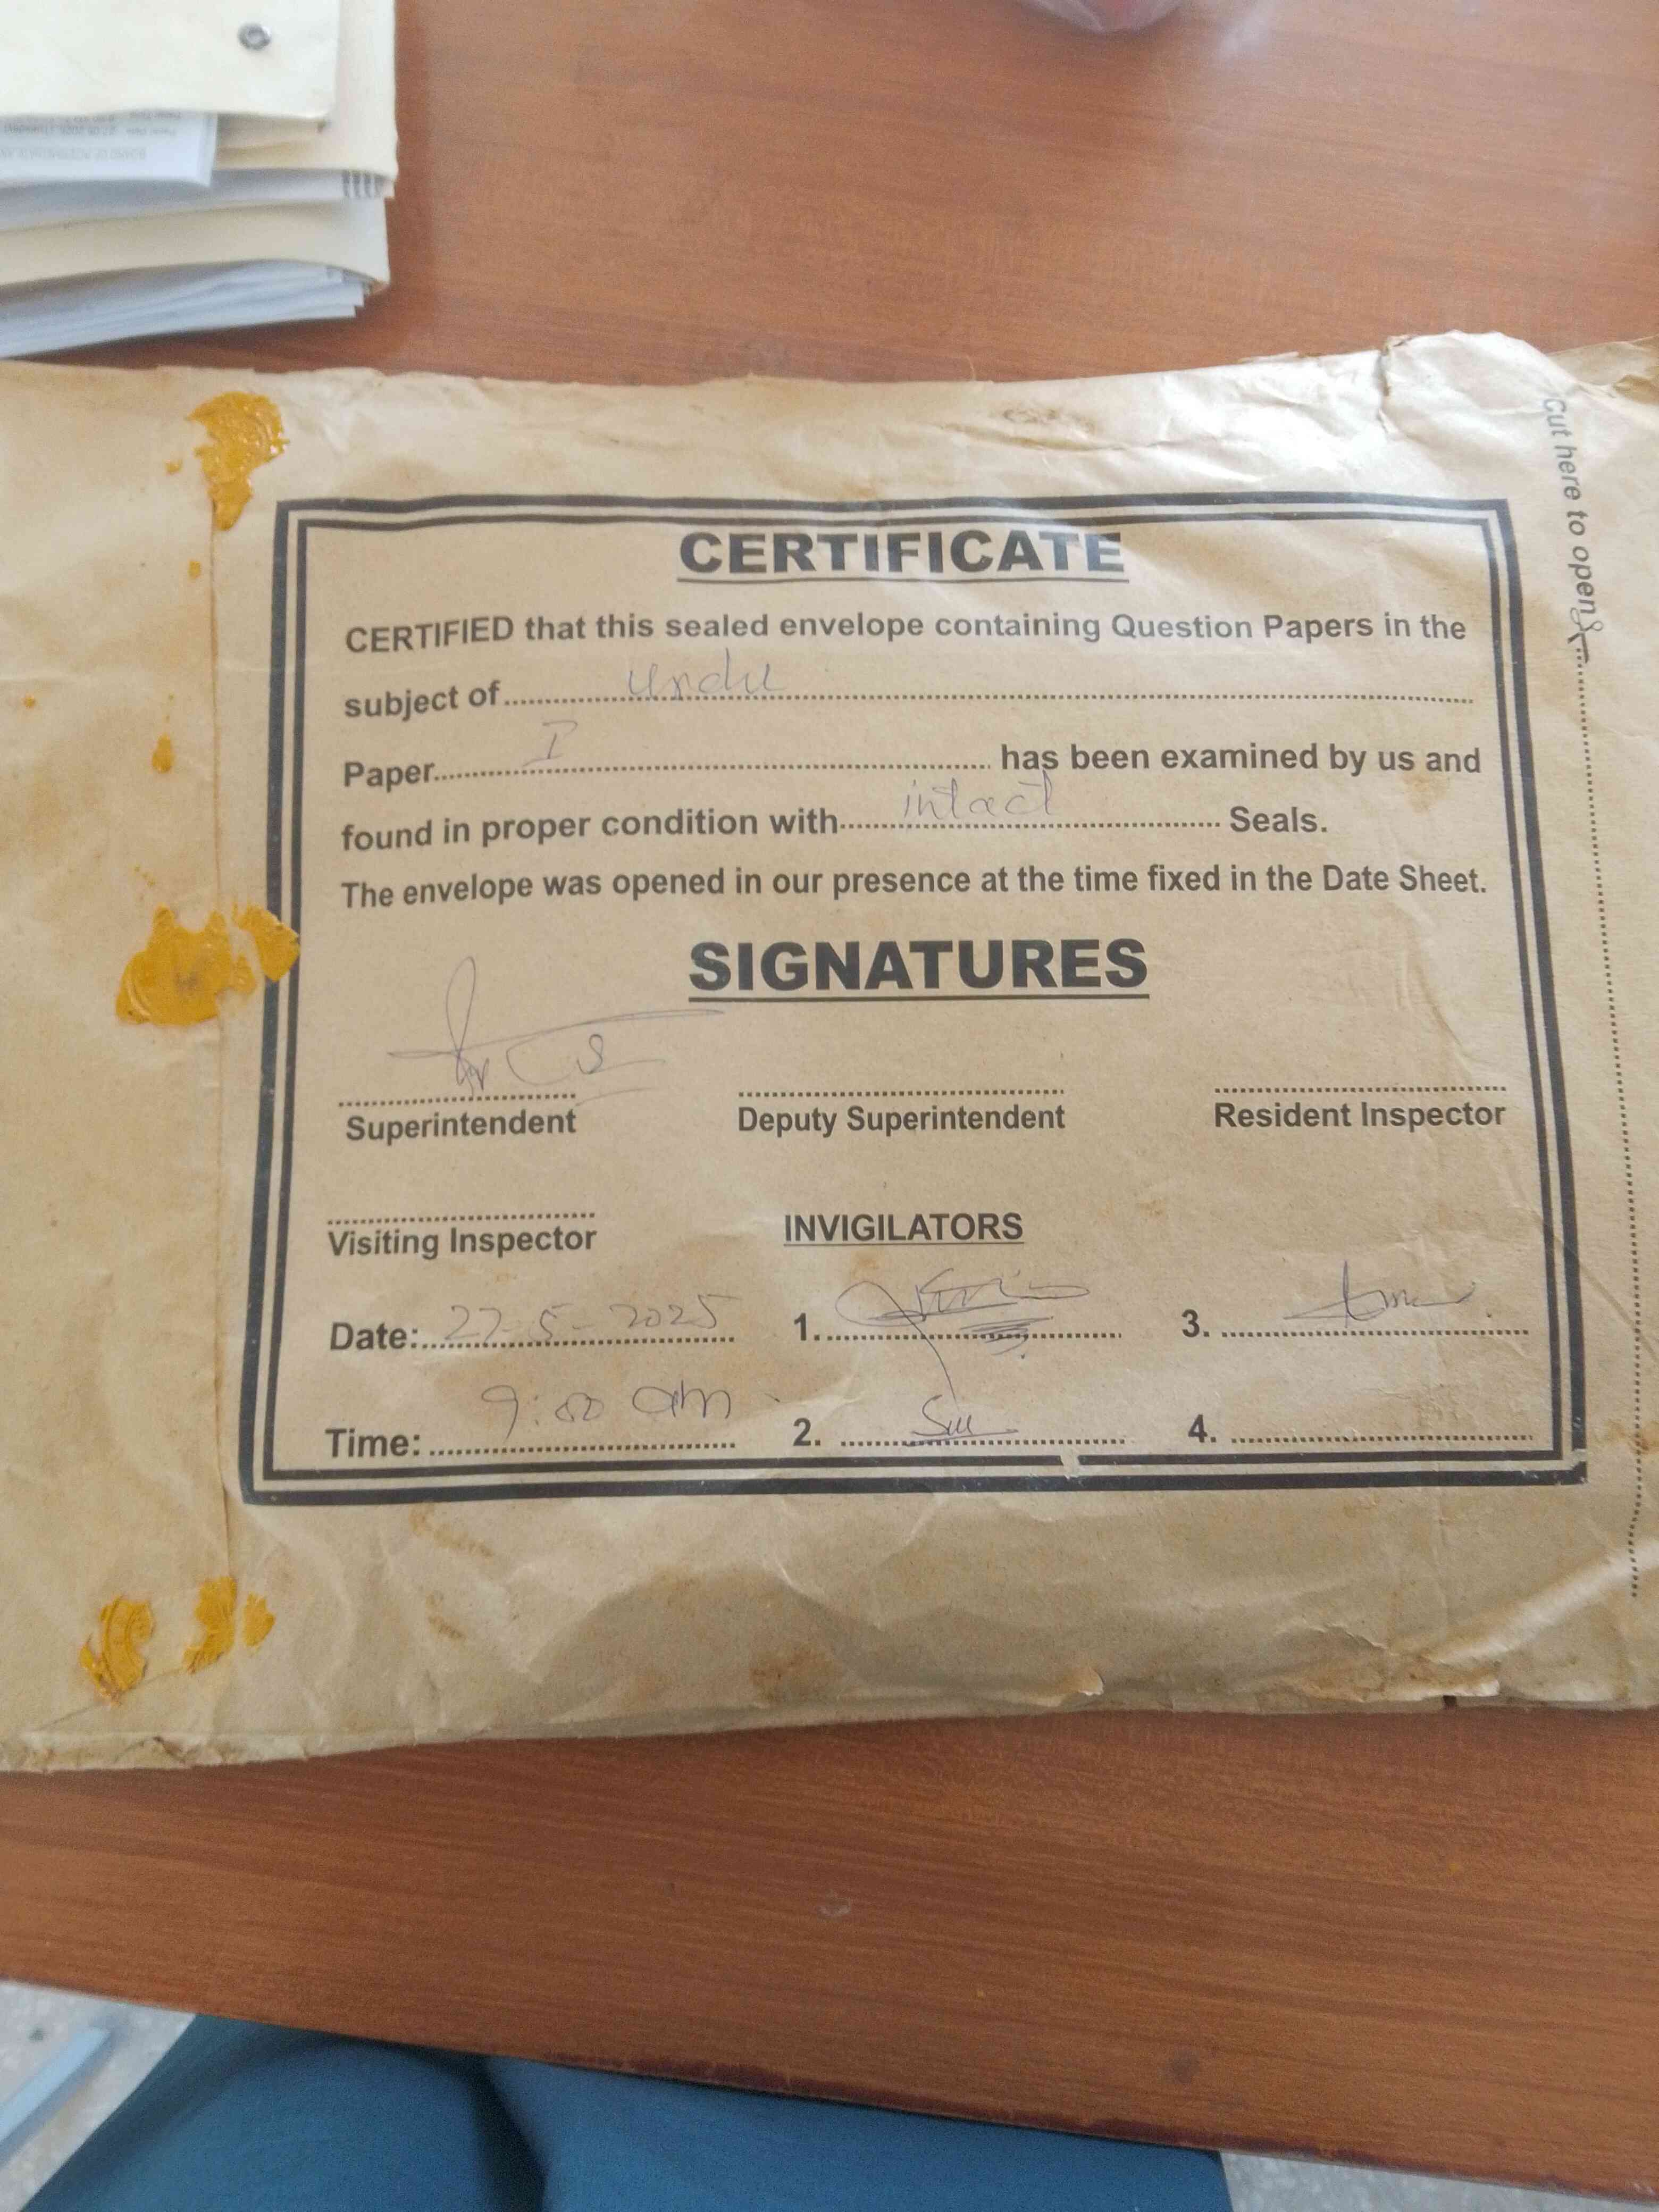 cut here to open
CERTIFICATE
CERTIFIED that this sealed envelope containing Question Papers in the
subject of urdu
Paper I has been examined by us and
found in proper condition with intact Seals.
The envelope was opened in our presence at the time fixed in the Date Sheet.
SIGNATURES
Superintendent Deputy Superintendent Resident Inspector
Visiting Inspector INVIGILATORS
Date: 22-5-2025 1. 3.
Time: 9:00 am 2. 4.